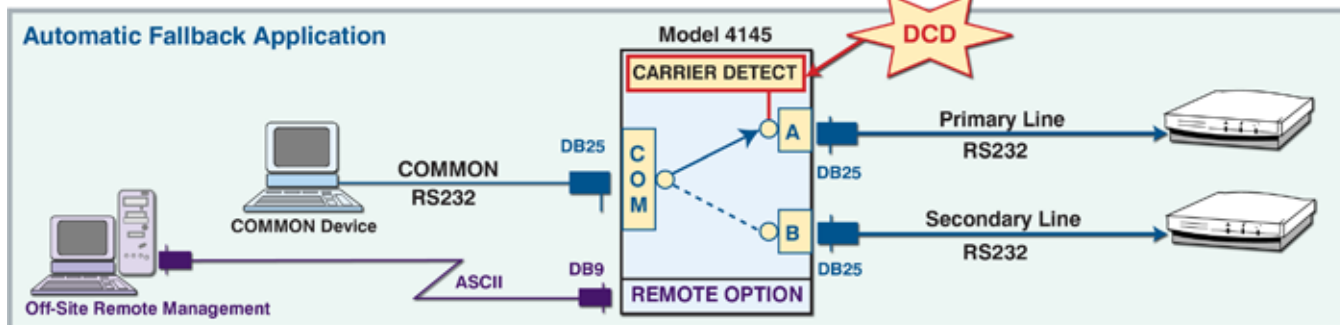 Automatic Fallback Application
Model 4145
DCD
CARRIER DETECT
DB25
COM
A
B
COMMON
RS232
COMMON Device
Primary Line
RS232
DB25
Secondary Line
RS232
DB25
Off-Site Remote Management
ASCII
DB9
REMOTE OPTION